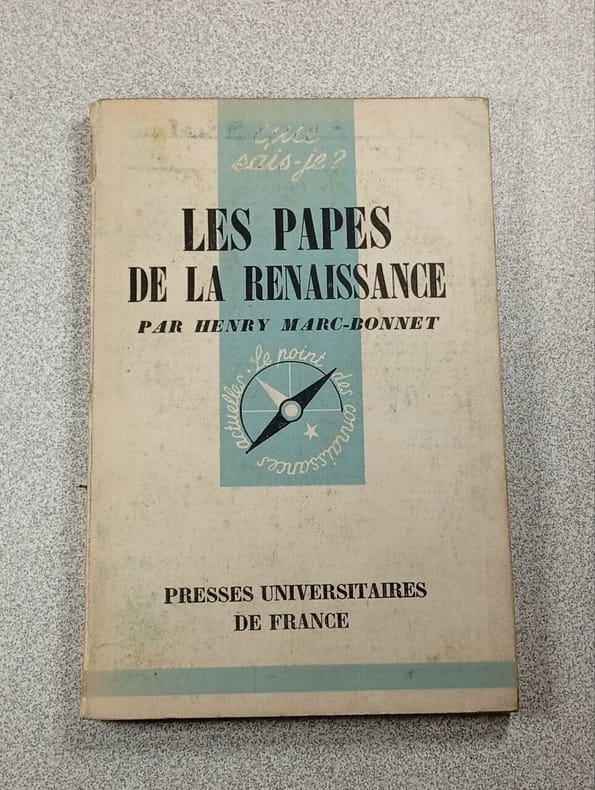 que
sais-je?
LES PAPES
DE LA RENAISSANCE
PAR HENRY MARC-BONNET
le point des connaissances actuelles.
PRESSES UNIVERSITAIRES
DE FRANCE